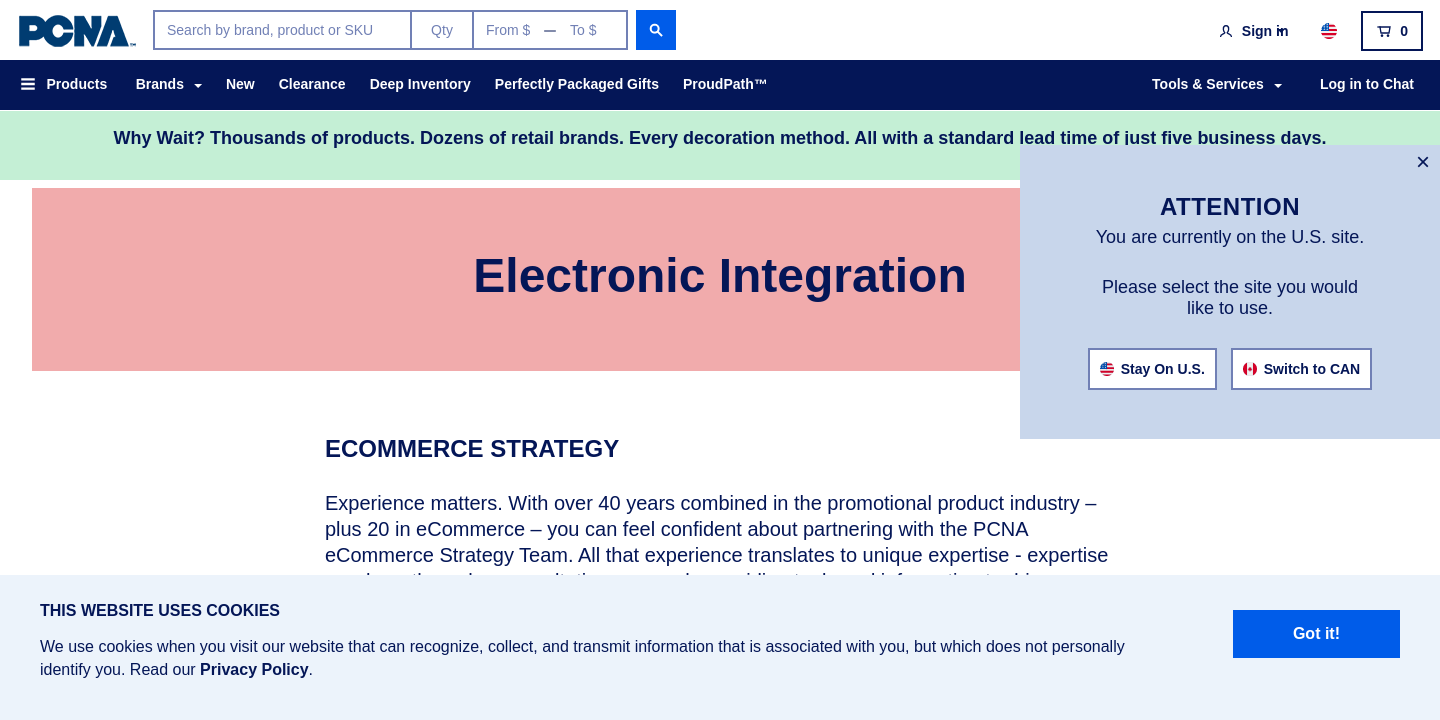 PCNA™
Search by brand, product or SKU
Qty
From $ — To $
Sign in
0
Products
Brands
New
Clearance
Deep Inventory
Perfectly Packaged Gifts
ProudPath™
Tools & Services
Log in to Chat
Why Wait? Thousands of products. Dozens of retail brands. Every decoration method. All with a standard lead time of just five business days.
Electronic Integration
×
ATTENTION
You are currently on the U.S. site.
Please select the site you would
like to use.
Stay On U.S.
Switch to CAN
ECOMMERCE STRATEGY
Experience matters. With over 40 years combined in the promotional product industry –
plus 20 in eCommerce – you can feel confident about partnering with the PCNA
eCommerce Strategy Team. All that experience translates to unique expertise - expertise
THIS WEBSITE USES COOKIES
We use cookies when you visit our website that can recognize, collect, and transmit information that is associated with you, but which does not personally
identify you. Read our Privacy Policy.
Got it!